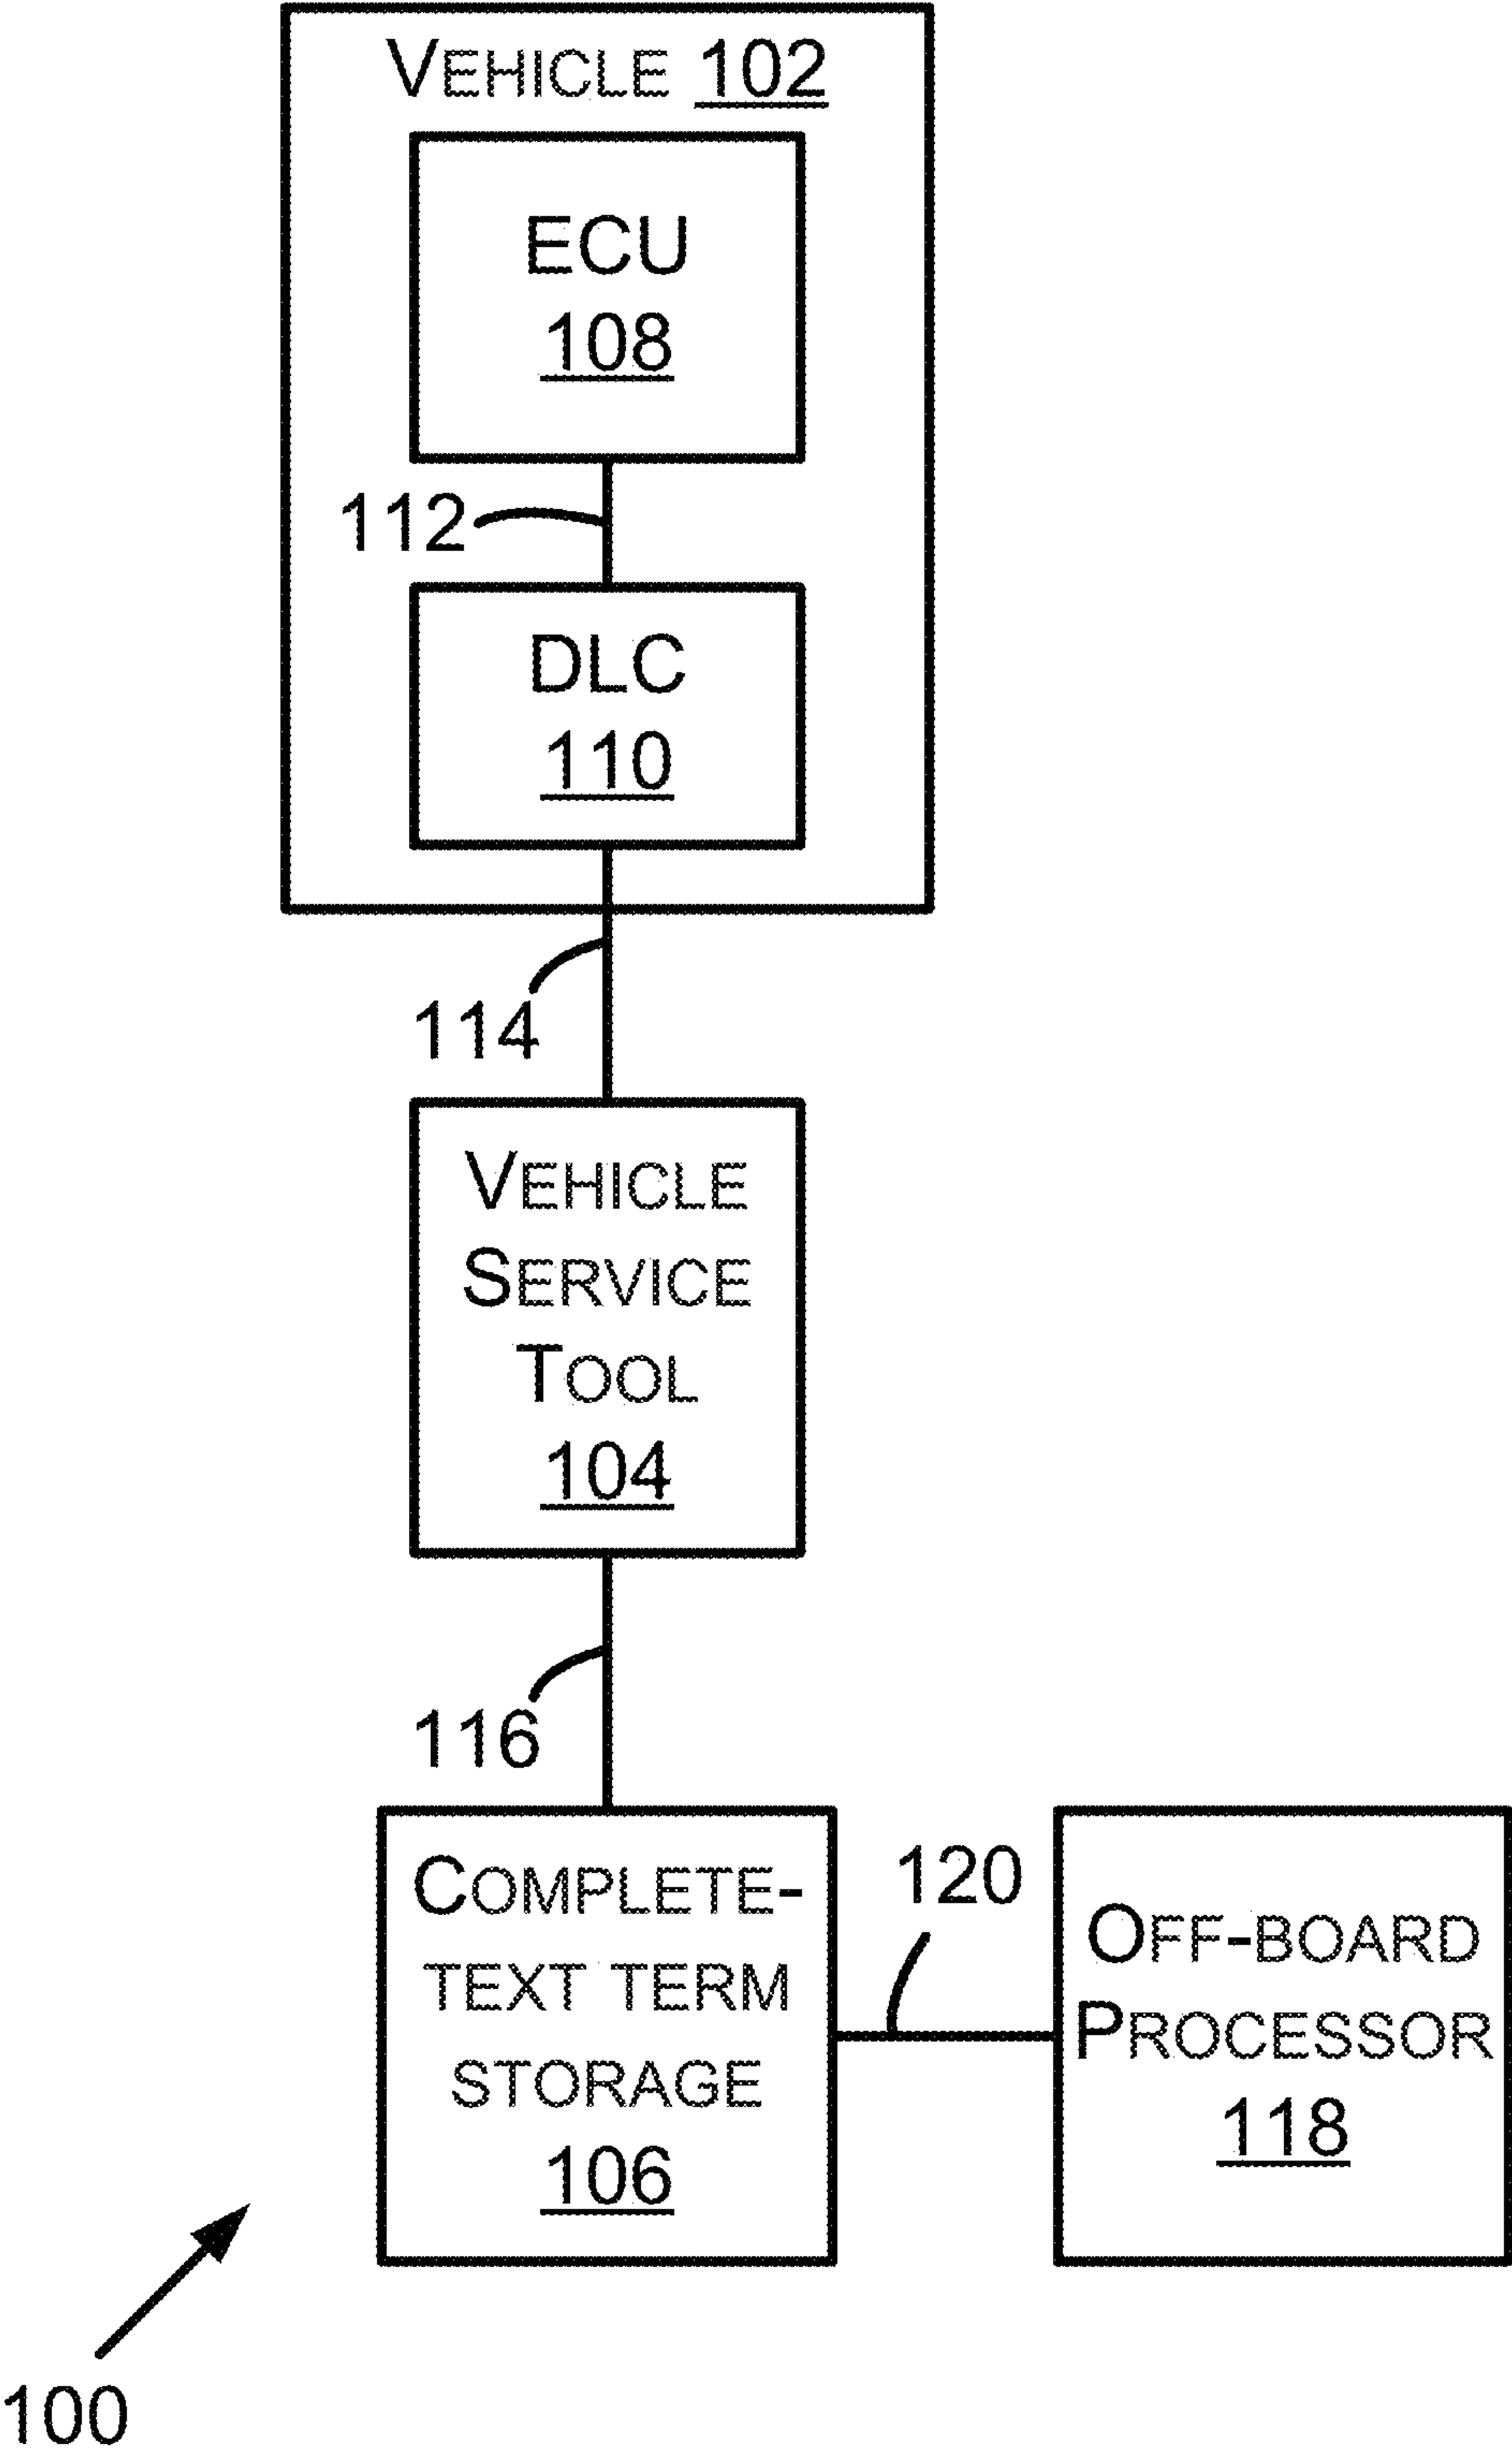 VEHICLE 102
ECU
108
112
DLC
110
114
VEHICLE
SERVICE
TOOL
104
116
COMPLETE-
TEXT TERM
STORAGE
106
120
OFF-BOARD
PROCESSOR
118
100